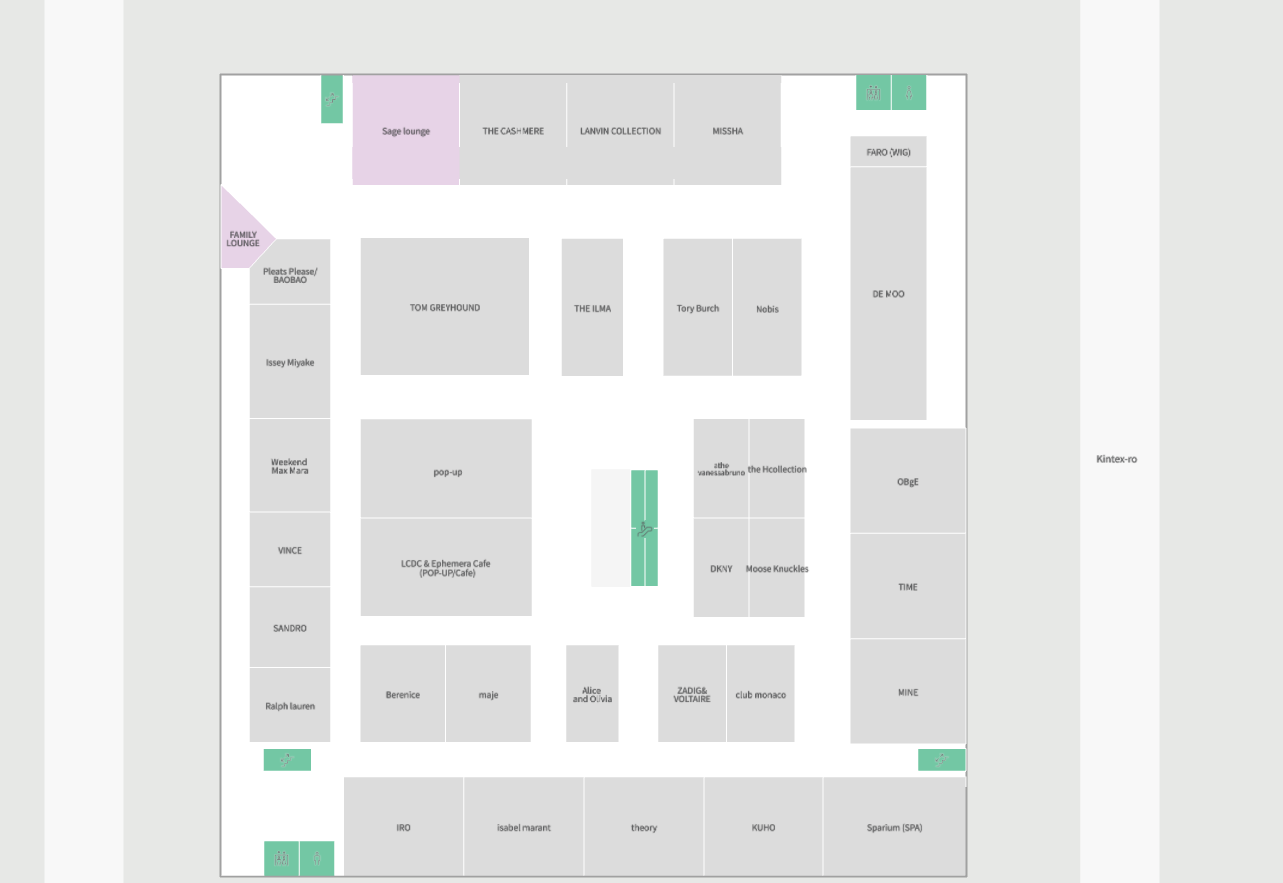 Sage lounge
THE CASHMERE
LANVIN COLLECTION
MISSHA
FARO (WIG)
FAMILY
LOUNGE
Pleats Please/
BAOBAO
TOM GREYHOUND
THE ILMA
Tory Burch
Nobis
DE MOO
Issey Miyake
Weekend
Max Mara
pop-up
athe
vanessabruno
the Hcollection
OBgE
Kintex-ro
VINCE
LCDC & Ephemera Cafe
(POP-UP/Cafe)
DKNY
Moose Knuckles
TIME
SANDRO
Ralph lauren
Berenice
maje
Alice
and Olivia
ZADIG&
VOLTAIRE
club monaco
MINE
IRO
isabel marant
theory
KUHO
Sparium (SPA)